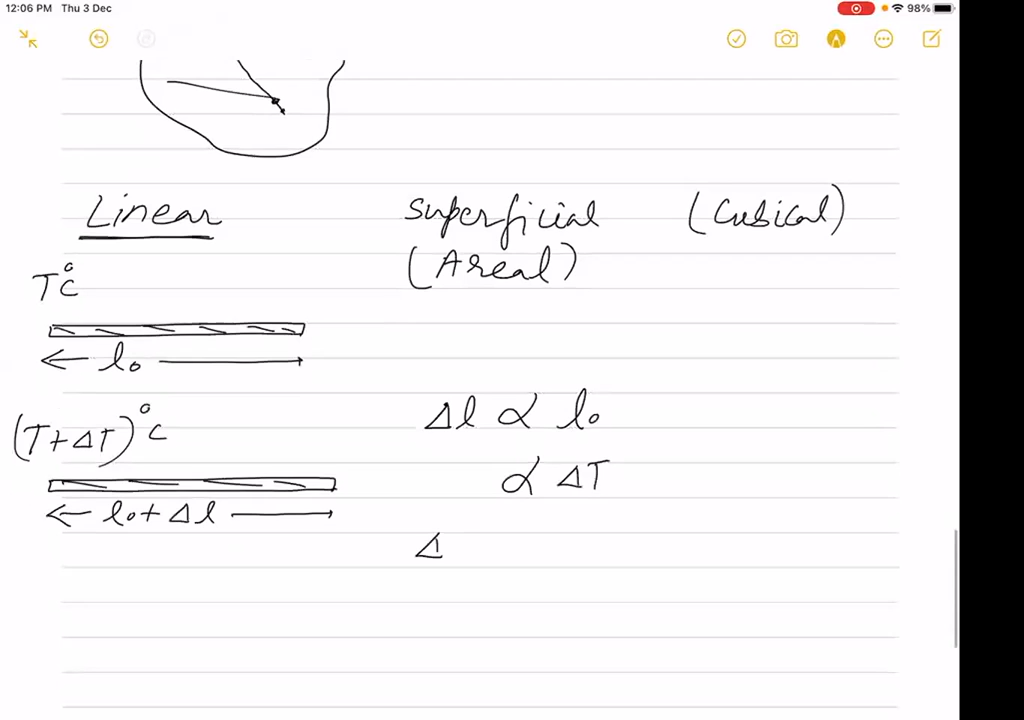 12:06 PM Thu 3 Dec
98%
Linear
superficial (Cubical)
(Areal)
T°C
l₀
(T+ΔT)°C
Δl ∝ l₀
∝ ΔT
l₀+Δl
Δ